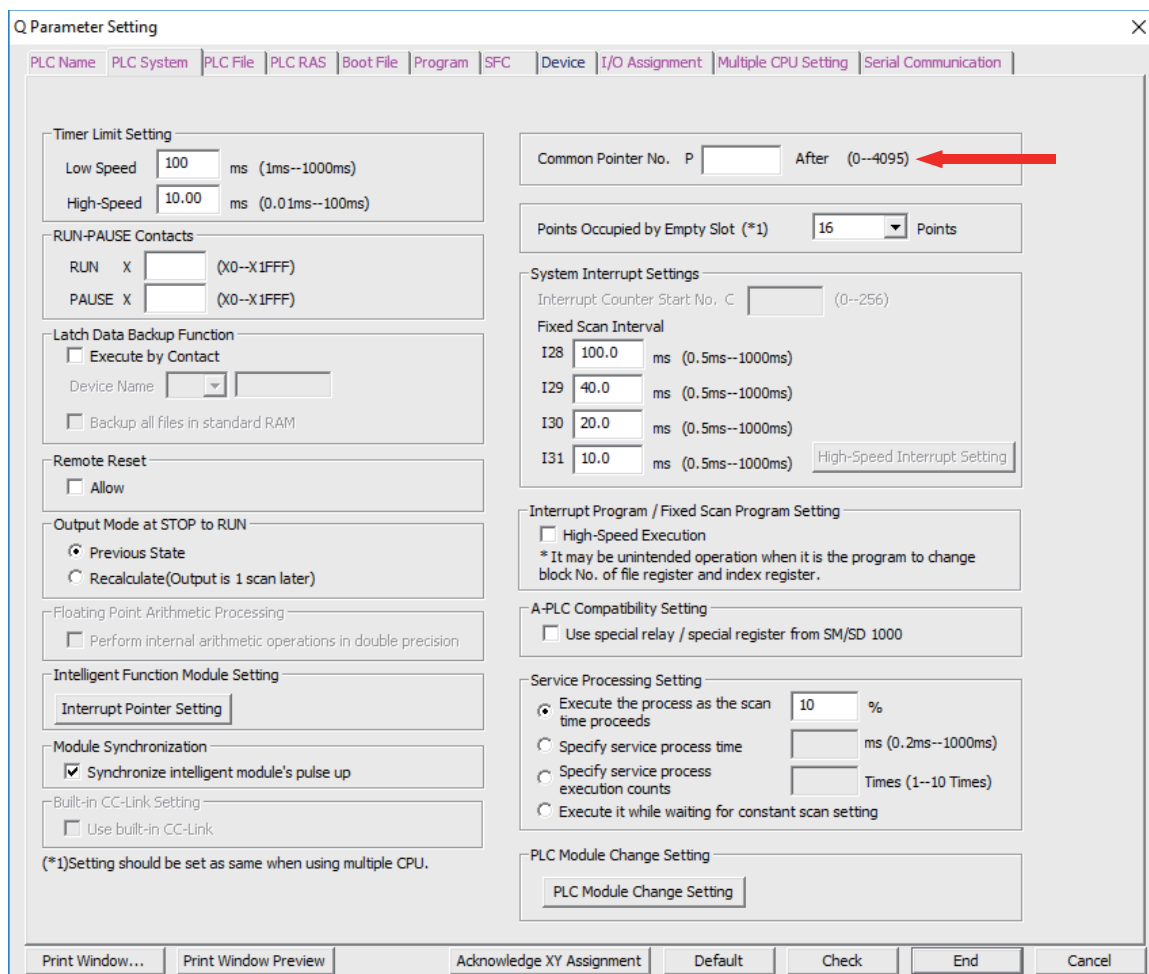 Q Parameter Setting
PLC Name PLC System PLC File PLC RAS Boot File Program SFC Device I/O Assignment Multiple CPU Setting Serial Communication
Timer Limit Setting
Low Speed 100 ms (1ms--1000ms)
High-Speed 10.00 ms (0.01ms--100ms)
RUN-PAUSE Contacts
RUN X (X0--X1FFF)
PAUSE X (X0--X1FFF)
Latch Data Backup Function
Execute by Contact
Device Name
Backup all files in standard RAM
Remote Reset
Allow
Output Mode at STOP to RUN
Previous State
Recalculate(Output is 1 scan later)
Floating Point Arithmetic Processing
Perform internal arithmetic operations in double precision
Intelligent Function Module Setting
Interrupt Pointer Setting
Module Synchronization
Synchronize intelligent module's pulse up
Built-in CC-Link Setting
Use built-in CC-Link
(*1)Setting should be set as same when using multiple CPU.
Common Pointer No. P After (0--4095)
Points Occupied by Empty Slot (*1) 16 Points
System Interrupt Settings
Interrupt Counter Start No. C (0--256)
Fixed Scan Interval
I28 100.0 ms (0.5ms--1000ms)
I29 40.0 ms (0.5ms--1000ms)
I30 20.0 ms (0.5ms--1000ms)
I31 10.0 ms (0.5ms--1000ms) High-Speed Interrupt Setting
Interrupt Program / Fixed Scan Program Setting
High-Speed Execution
* It may be unintended operation when it is the program to change
block No. of file register and index register.
A-PLC Compatibility Setting
Use special relay / special register from SM/SD 1000
Service Processing Setting
Execute the process as the scan
time proceeds 10 %
Specify service process time ms (0.2ms--1000ms)
Specify service process
execution counts Times (1--10 Times)
Execute it while waiting for constant scan setting
PLC Module Change Setting
PLC Module Change Setting
Print Window... Print Window Preview Acknowledge XY Assignment Default Check End Cancel